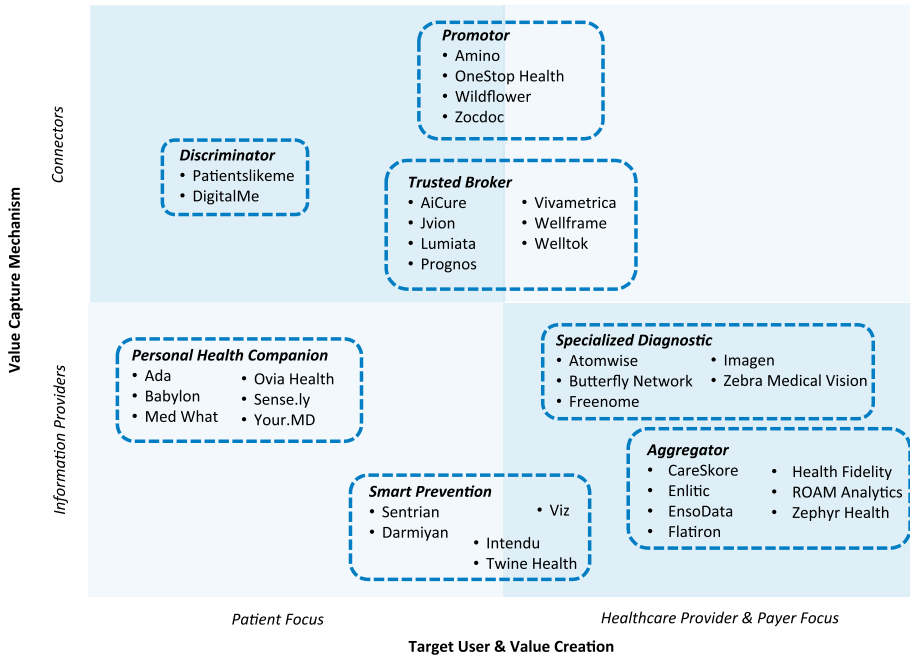 Promotor
• Amino
• OneStop Health
• Wildflower
• Zocdoc
Connectors
Discriminator
• Patientslikeme
• DigitalMe
Trusted Broker
• AiCure
• Jvion
• Lumiata
• Prognos
• Vivametrica
• Wellframe
• Welltok
Value Capture Mechanism
Information Providers
Personal Health Companion
• Ada
• Babylon
• Med What
• Ovia Health
• Sense.ly
• Your.MD
Specialized Diagnostic
• Atomwise
• Butterfly Network
• Freenome
• Imagen
• Zebra Medical Vision
Aggregator
• CareSkore
• Enlitic
• EnsoData
• Flatiron
• Health Fidelity
• ROAM Analytics
• Zephyr Health
Smart Prevention
• Sentrian
• Darmiyan
• Viz
• Intendu
• Twine Health
Patient Focus
Healthcare Provider & Payer Focus
Target User & Value Creation